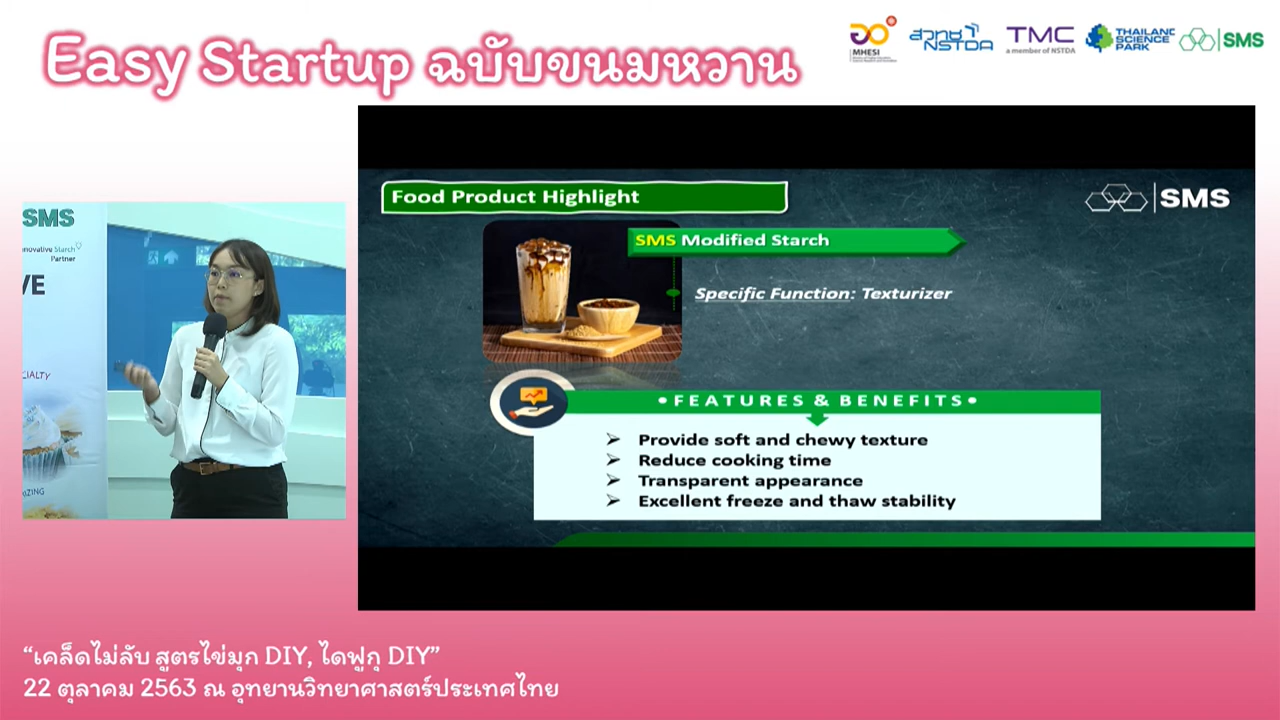 Easy Startup ฉบับขนมหวาน
MHESI
สวทช
NSTDA
TMC
a member of NSTDA
THAILAND
SCIENCE
PARK
SMS
Food Product Highlight
SMS
SMS Modified Starch
Specific Function: Texturizer
•FEATURES & BENEFITS•
➢ Provide soft and chewy texture
➢ Reduce cooking time
➢ Transparent appearance
➢ Excellent freeze and thaw stability
SMS
nnovative Starch
Partner
VE
CIALTY
IZING
“เคล็ดไม่ลับ สูตรไข่มุก DIY, ไดฟูกุ DIY”
22 ตุลาคม 2563 ณ อุทยานวิทยาศาสตร์ประเทศไทย